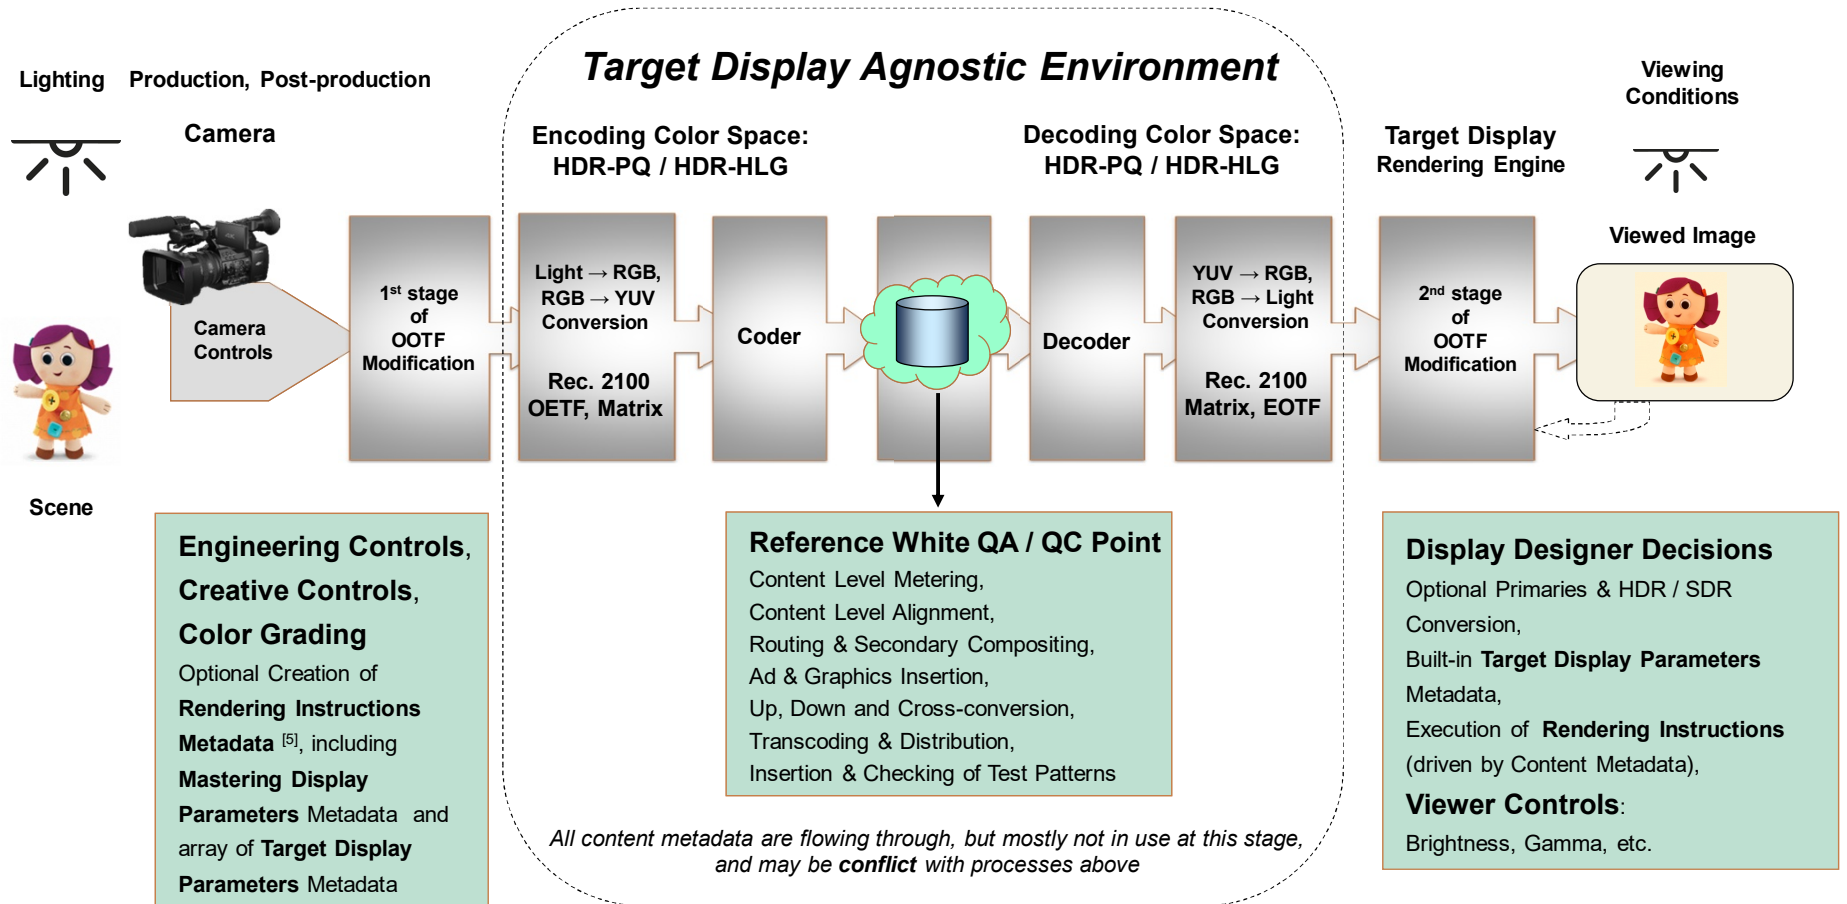 Target Display Agnostic Environment
Lighting
Production, Post-production
Camera
Encoding Color Space:
HDR-PQ / HDR-HLG
Decoding Color Space:
HDR-PQ / HDR-HLG
Target Display
Rendering Engine
Viewing
Conditions
Viewed Image
Camera
Controls
1st stage
of
OOTF
Modification
Light → RGB,
RGB → YUV
Conversion
Rec. 2100
OETF, Matrix
Coder
Decoder
YUV → RGB,
RGB → Light
Conversion
Rec. 2100
Matrix, EOTF
2nd stage
of
OOTF
Modification
Scene
Engineering Controls,
Creative Controls,
Color Grading
Optional Creation of
Rendering Instructions
Metadata [5], including
Mastering Display
Parameters Metadata and
array of Target Display
Parameters Metadata
Reference White QA / QC Point
Content Level Metering,
Content Level Alignment,
Routing & Secondary Compositing,
Ad & Graphics Insertion,
Up, Down and Cross-conversion,
Transcoding & Distribution,
Insertion & Checking of Test Patterns
All content metadata are flowing through, but mostly not in use at this stage,
and may be conflict with processes above
Display Designer Decisions
Optional Primaries & HDR / SDR
Conversion,
Built-in Target Display Parameters
Metadata,
Execution of Rendering Instructions
(driven by Content Metadata),
Viewer Controls:
Brightness, Gamma, etc.